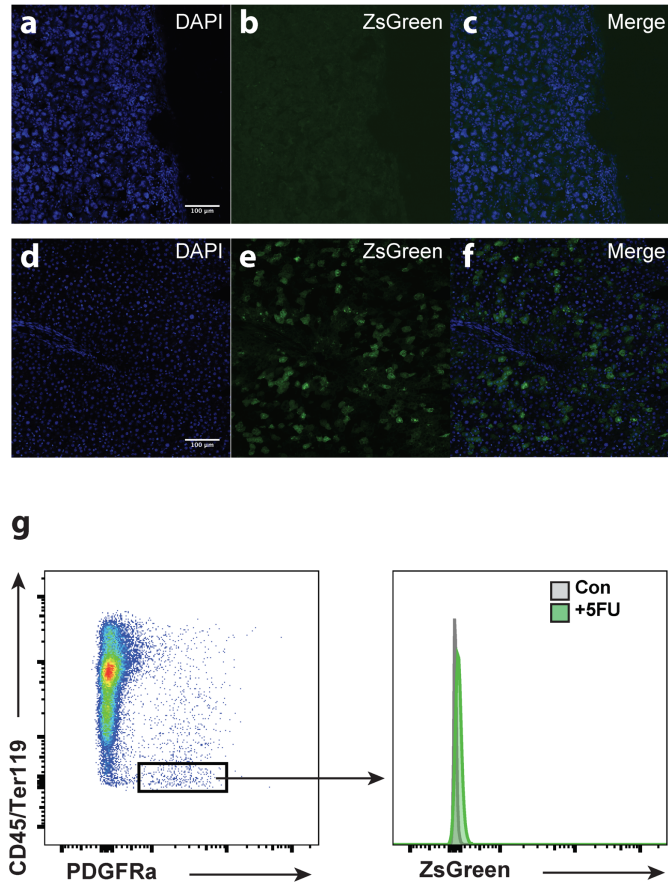 a DAPI b ZsGreen c Merge
100 μm
d DAPI e ZsGreen f Merge
100 μm
g
Con
+5FU
CD45/Ter119
PDGFRa
ZsGreen